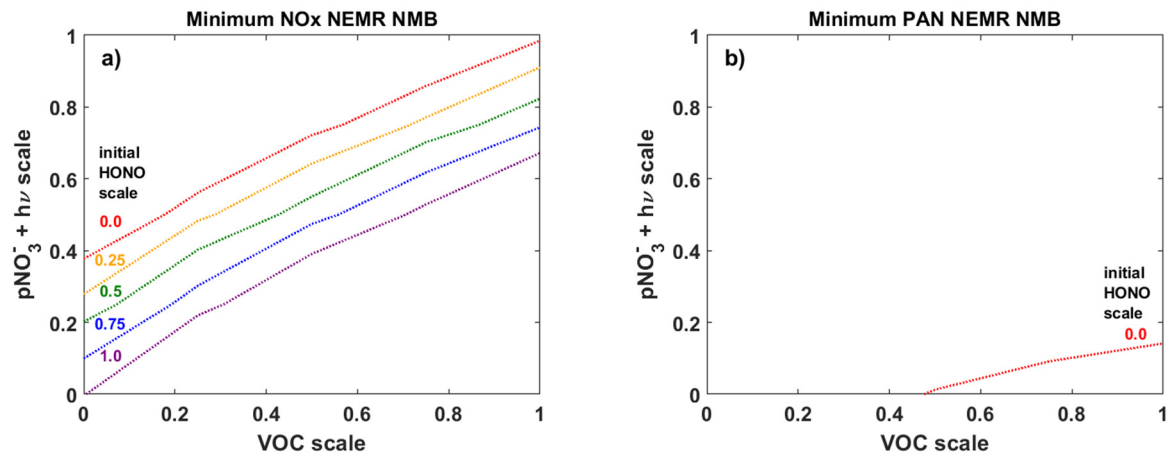 Minimum NOx NEMR NMB
a)
1
0.8
0.6
0.4
0.2
0
pNO₃⁻ + hν scale
initial
HONO
scale
0.0
0.25
0.5
0.75
1.0
0 0.2 0.4 0.6 0.8 1
VOC scale
Minimum PAN NEMR NMB
b)
1
0.8
0.6
0.4
0.2
0
pNO₃⁻ + hν scale
initial
HONO
scale
0.0
0 0.2 0.4 0.6 0.8 1
VOC scale